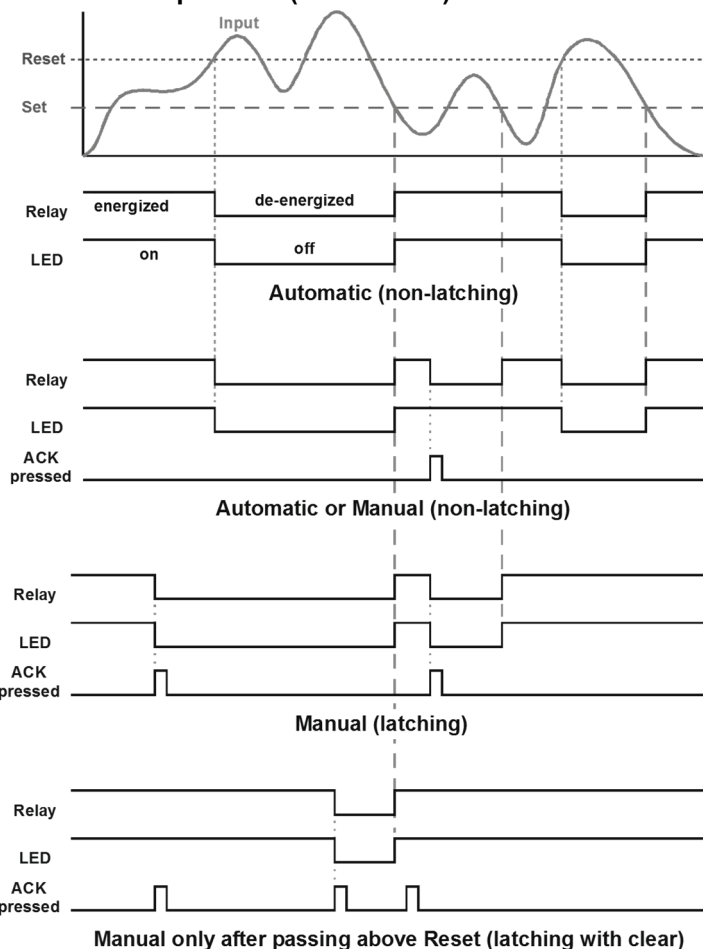 Input
Reset
Set
Relay energized de-energized
LED on off
Automatic (non-latching)
Relay
LED
ACK
pressed
Automatic or Manual (non-latching)
Relay
LED
ACK
pressed
Manual (latching)
Relay
LED
ACK
pressed
Manual only after passing above Reset (latching with clear)